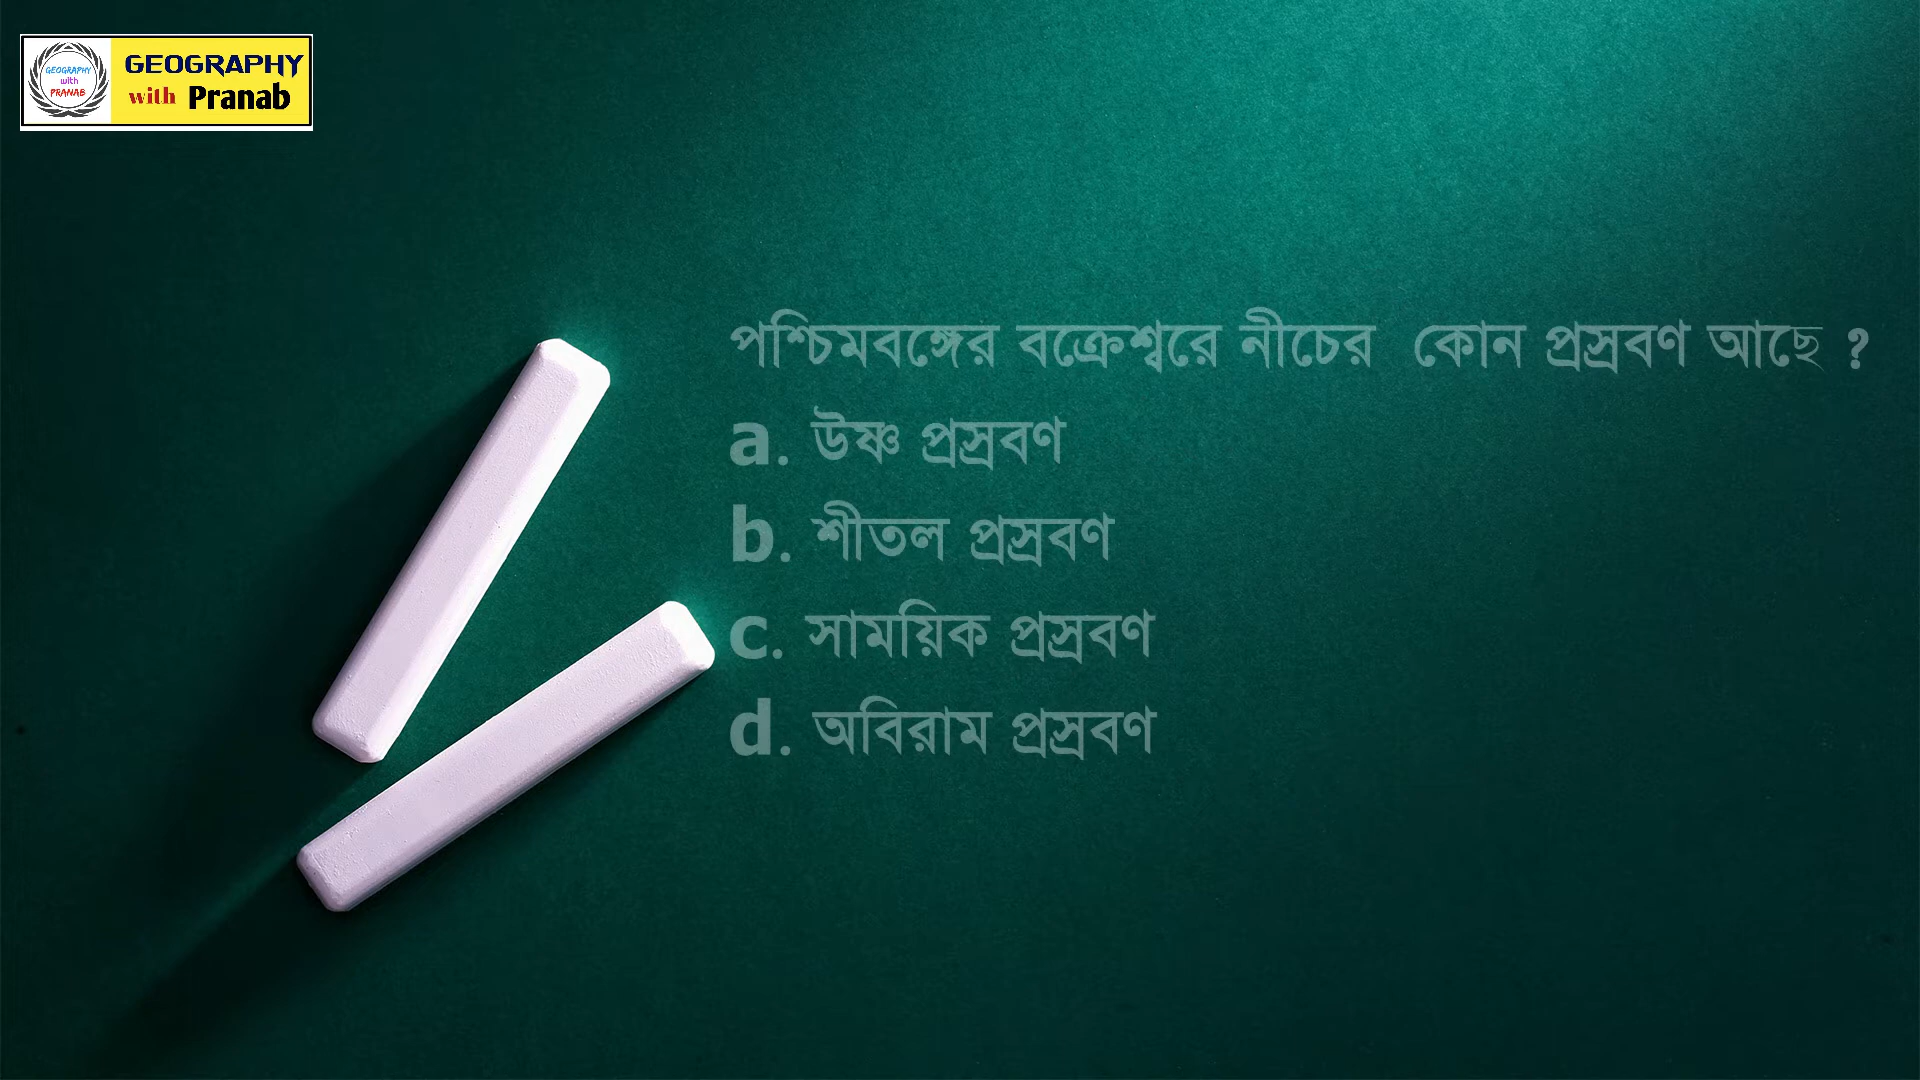 GEOGRAPHY
with
PRANAB
GEOGRAPHY
with Pranab
পশ্চিমবঙ্গের বক্রেশ্বরে নীচের কোন প্রস্রবণ আছে ?
a. উষ্ণ প্রস্রবণ
b. শীতল প্রস্রবণ
c. সাময়িক প্রস্রবণ
d. অবিরাম প্রস্রবণ